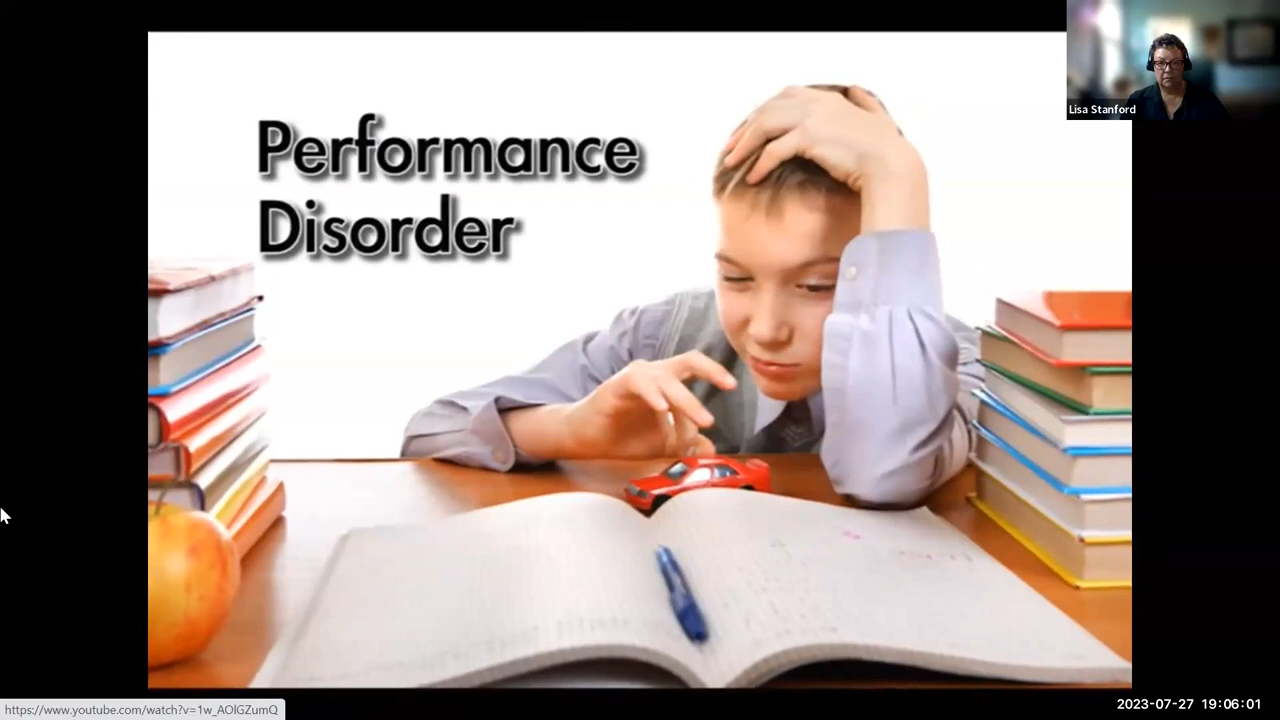 Performance
Disorder
Lisa Stanford
https://www.youtube.com/watch?v=1w_AOlGZumQ
2023-07-27 19:06:01